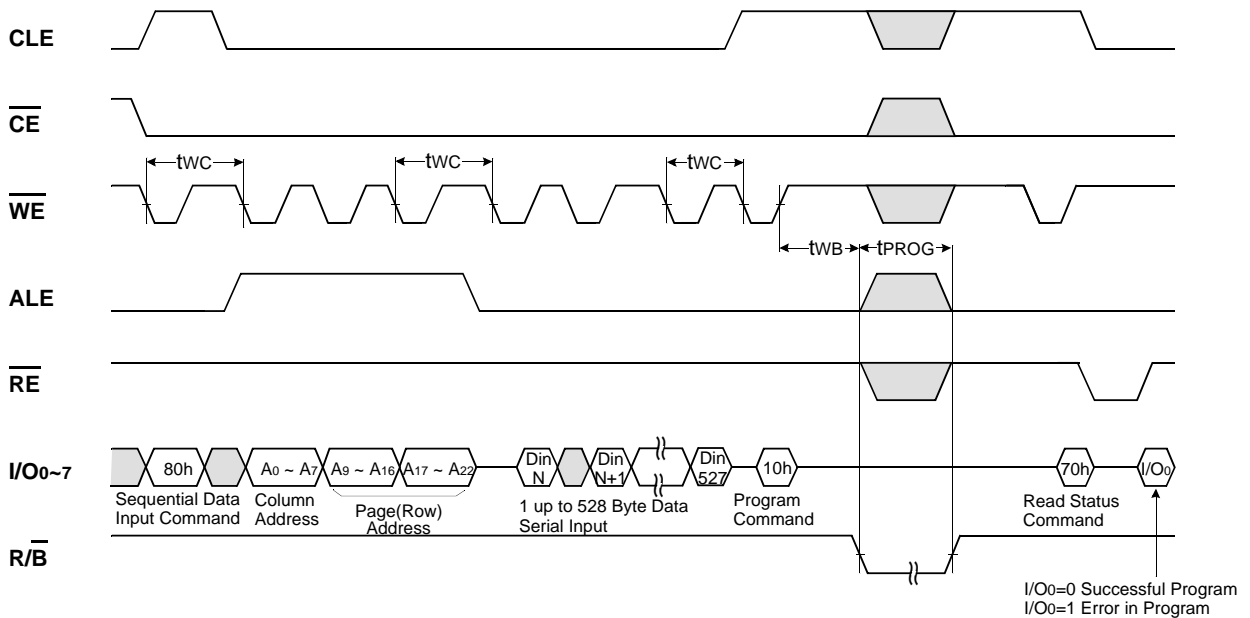 CLE
CE
tWC
tWC
tWC
WE
tWB
tPROG
ALE
RE
I/O0~7
80h
A0 ~ A7
A9 ~ A16
A17 ~ A22
Din
N
Din
N+1
Din
527
10h
70h
I/O0
Sequential Data
Input Command
Column
Address
Page(Row)
Address
1 up to 528 Byte Data
Serial Input
Program
Command
Read Status
Command
R/B
I/O0=0 Successful Program
I/O0=1 Error in Program